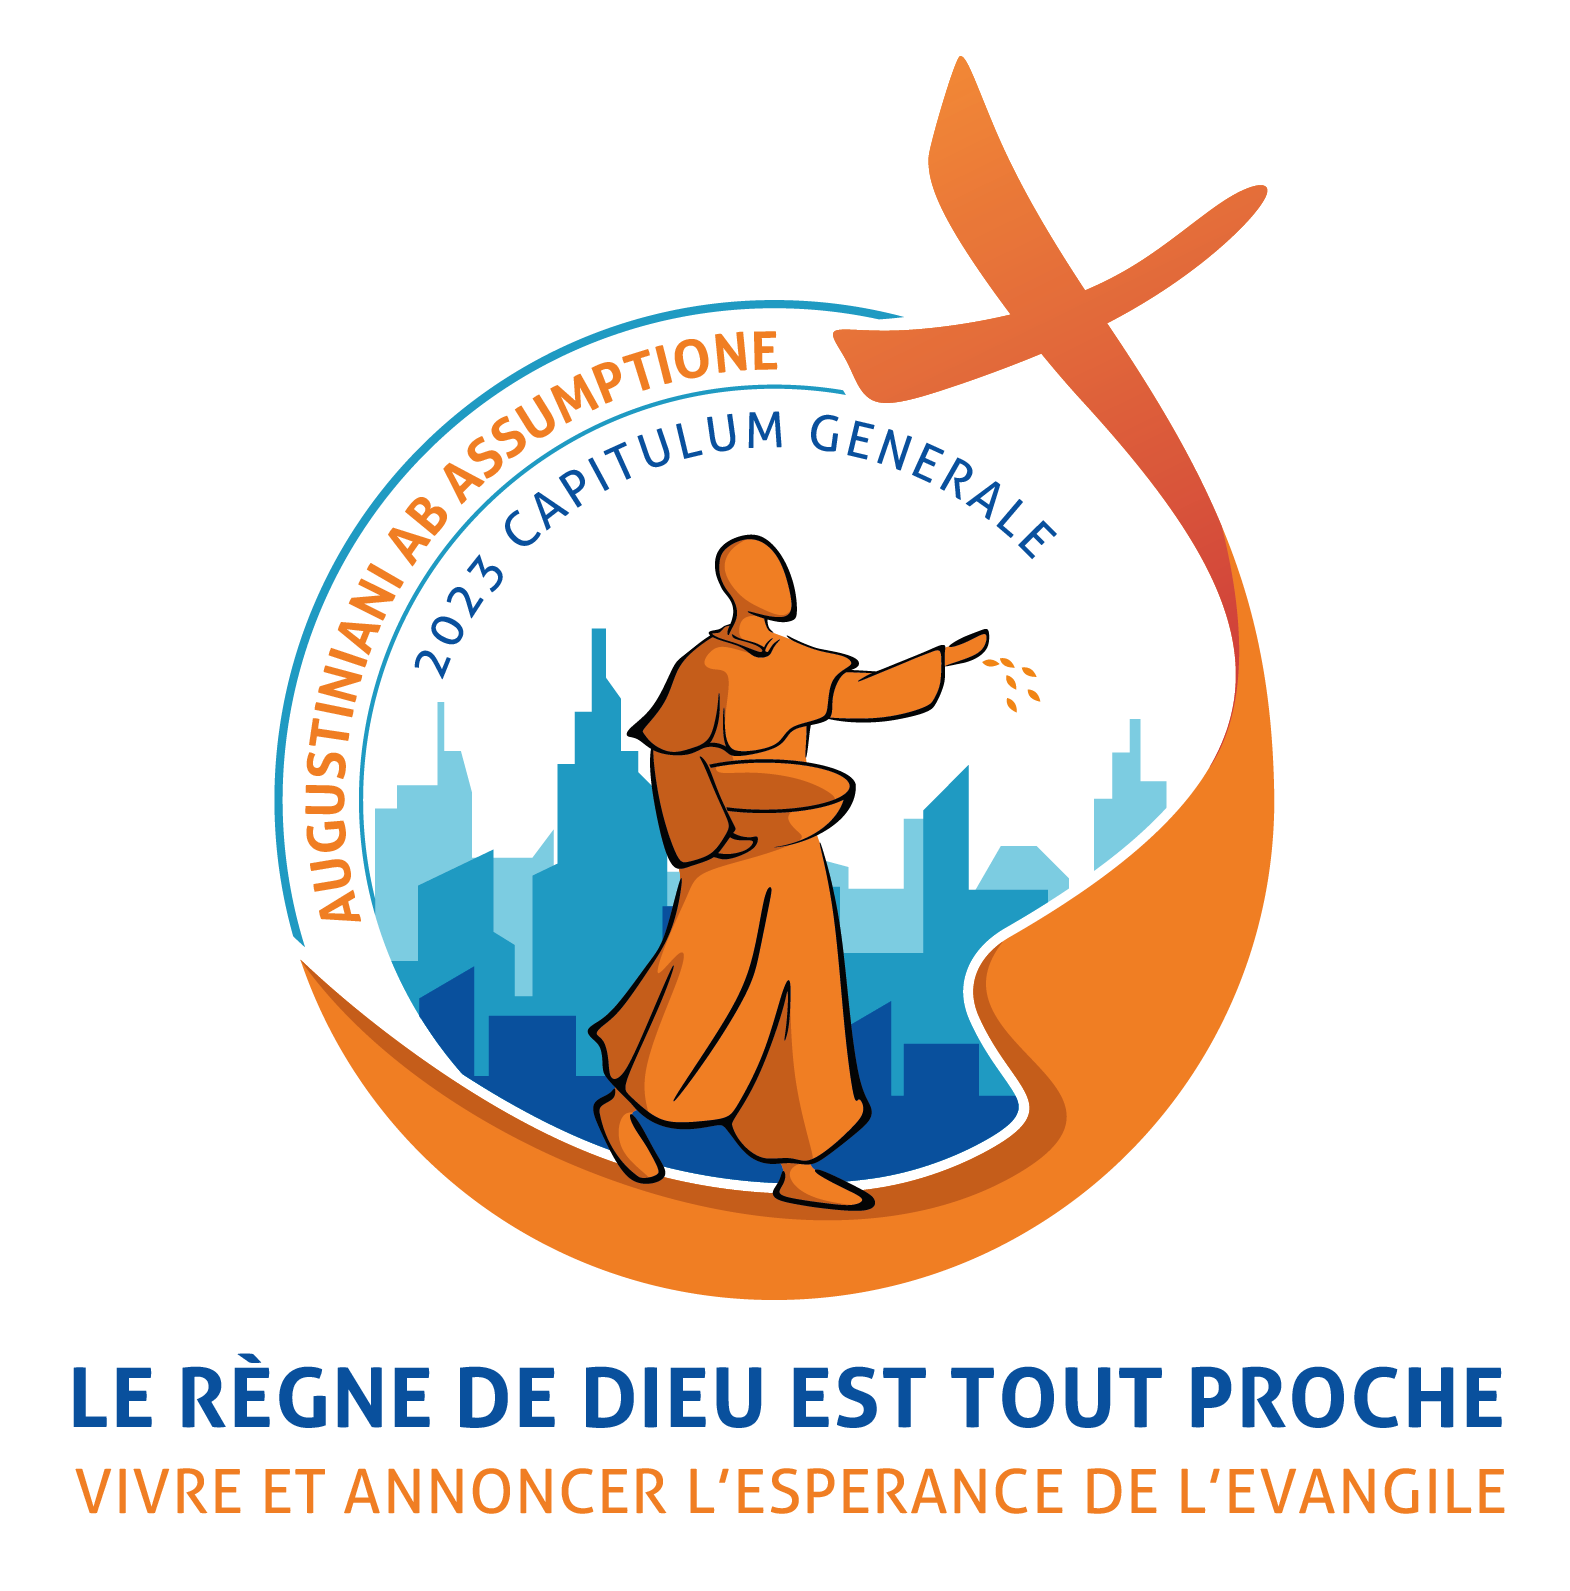 AUGUSTINIANI AB ASSUMPTIONE
2023 CAPITULUM GENERALE
LE RÈGNE DE DIEU EST TOUT PROCHE
VIVRE ET ANNONCER L‘ESPERANCE DE L‘EVANGILE